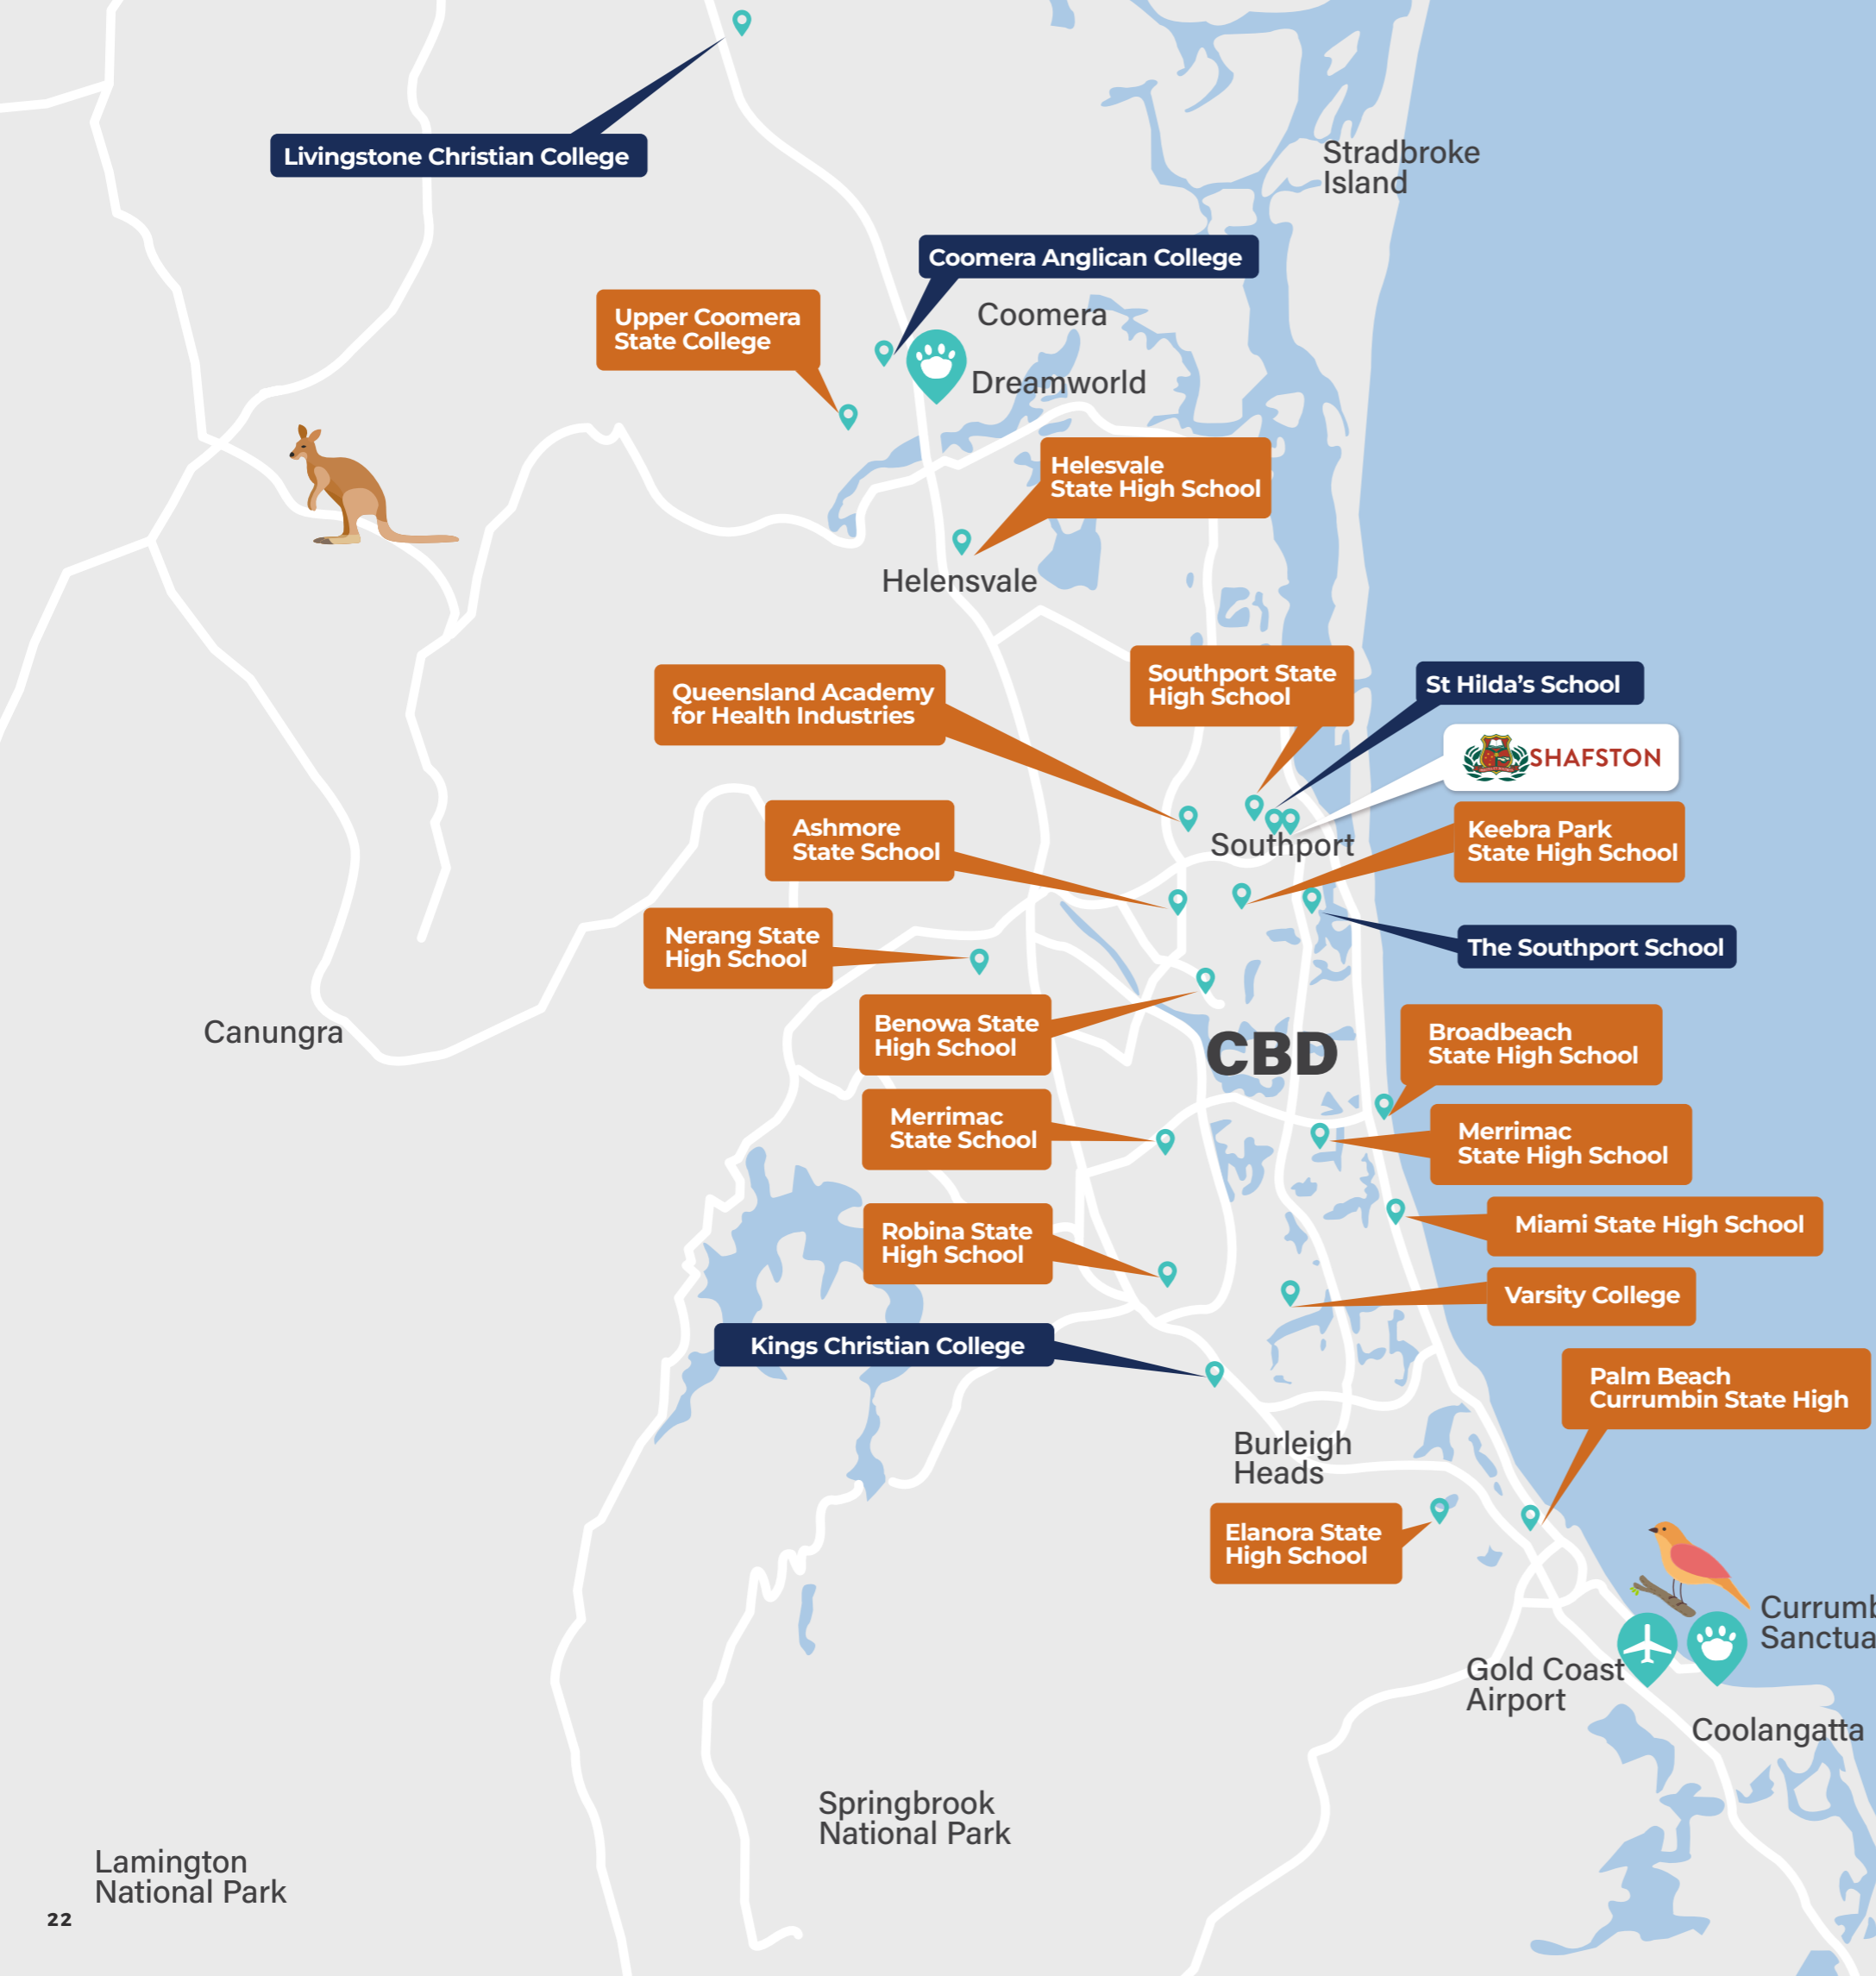 Livingstone Christian College
Stradbroke
Island
Coomera Anglican College
Upper Coomera
State College
Coomera
Dreamworld
Helesvale
State High School
Helensvale
Southport State
High School
St Hilda's School
Queensland Academy
for Health Industries
SHAFSTON
Ashmore
State School
Southport
Keebra Park
State High School
Nerang State
High School
The Southport School
Canungra
Benowa State
High School
CBD
Broadbeach
State High School
Merrimac
State School
Merrimac
State High School
Robina State
High School
Miami State High School
Varsity College
Kings Christian College
Palm Beach
Currumbin State High
Burleigh
Heads
Elanora State
High School
Currumb
Sanctua
Gold Coast
Airport
Coolangatta
Springbrook
National Park
Lamington
National Park
22